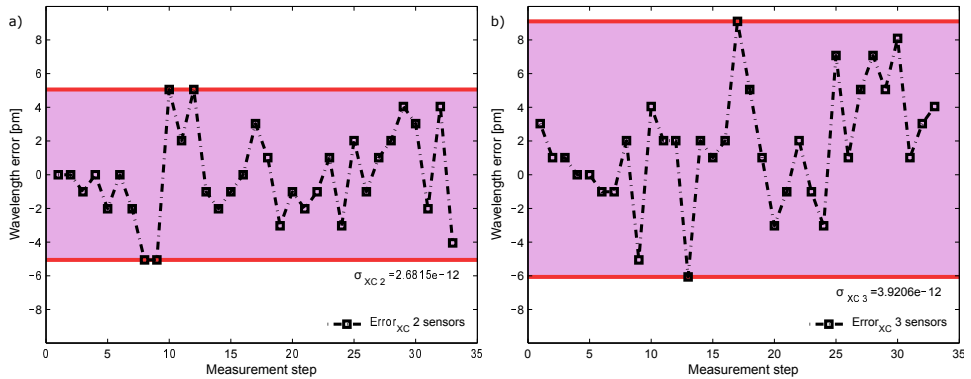 a)
Wavelength error [pm]
8
6
4
2
0
−2
−4
−6
−8
0 5 10 15 20 25 30 35
Measurement step
σ XC 2 =2.6815e−12
Error XC 2 sensors
b)
Wavelength error [pm]
8
6
4
2
0
−2
−4
−6
−8
0 5 10 15 20 25 30 35
Measurement step
σ XC 3 =3.9206e−12
Error XC 3 sensors